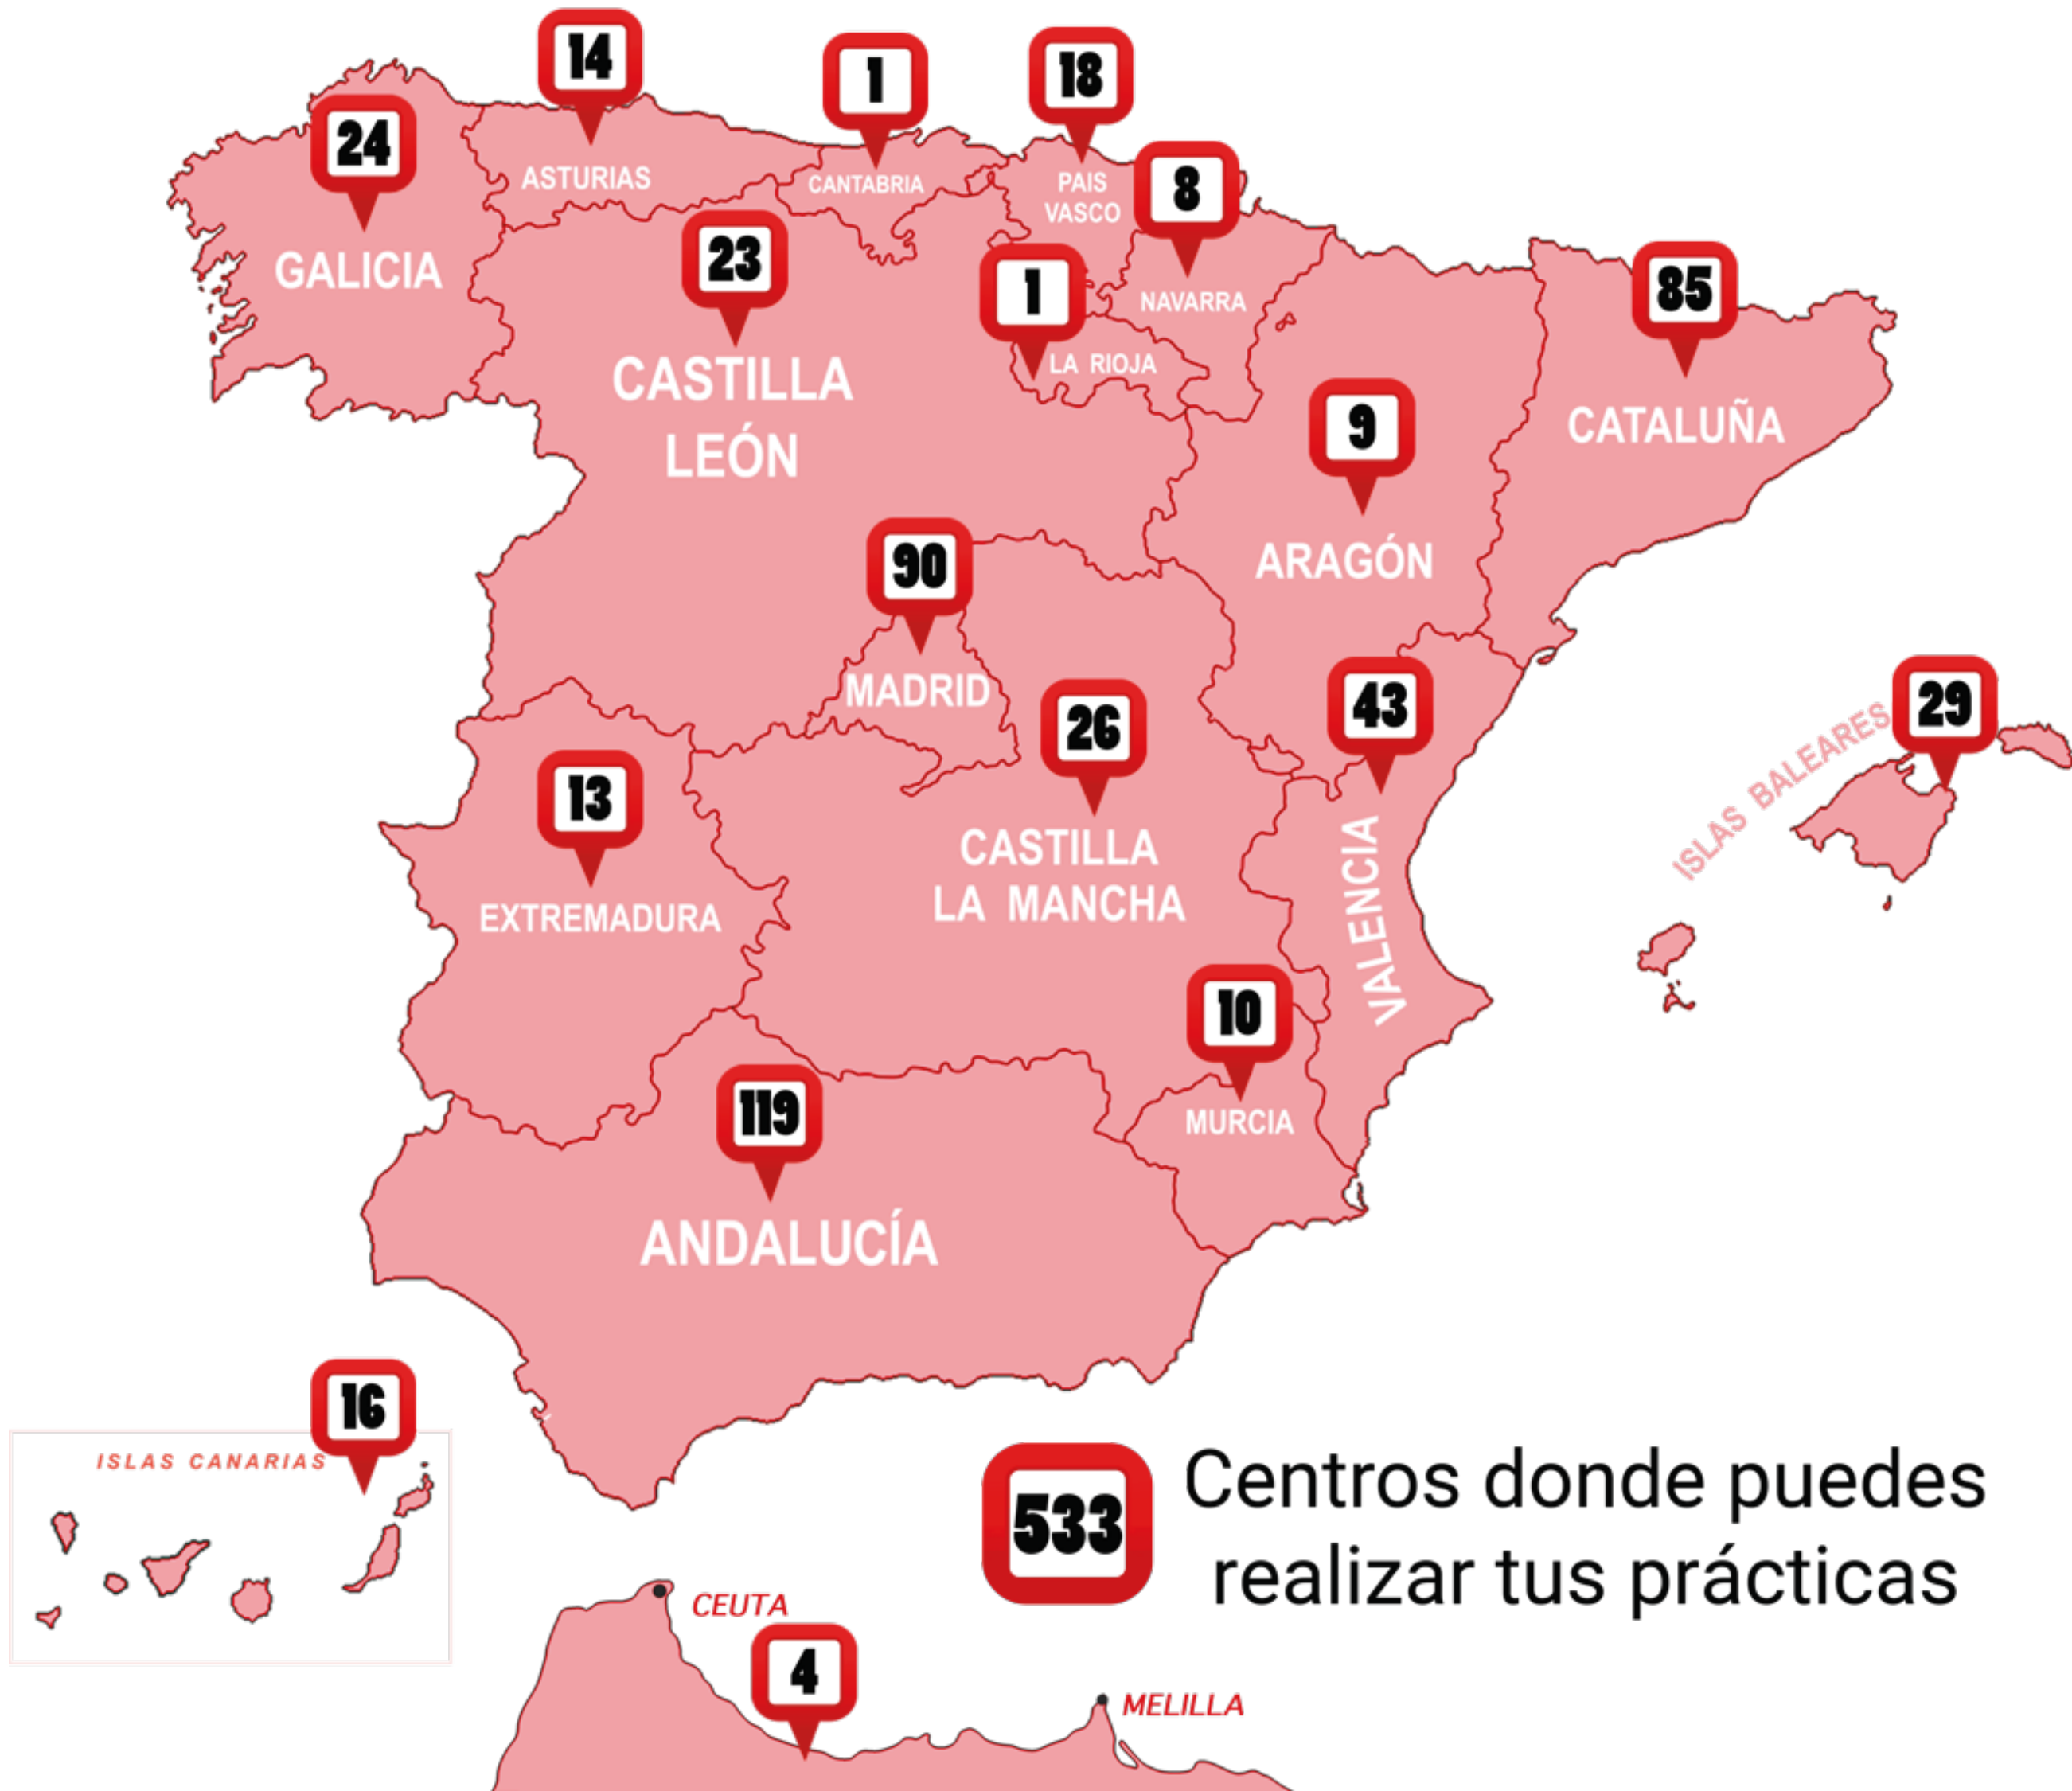 14
1
18
24
ASTURIAS
CANTABRIA
PAIS
VASCO
8
GALICIA
23
1
NAVARRA
85
CASTILLA
LEÓN
LA RIOJA
9
CATALUÑA
90
ARAGÓN
MADRID
26
43
ISLAS BALEARES
29
13
EXTREMADURA
CASTILLA
LA MANCHA
VALENCIA
10
119
MURCIA
ANDALUCÍA
16
ISLAS CANARIAS
533
Centros donde puedes
realizar tus prácticas
CEUTA
4
MELILLA